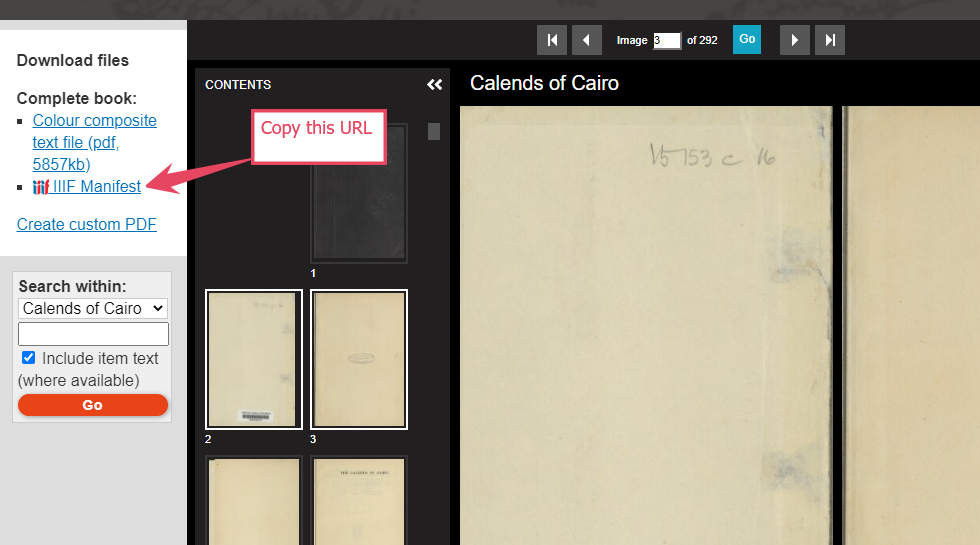 Download files
Complete book:
Colour composite
text file (pdf,
5857kb)
IIIF Manifest
Create custom PDF
Search within:
Calends of Cairo
Include item text
(where available)
Go
Image 3 of 292 Go
CONTENTS
Copy this URL
1
2 3
Calends of Cairo
THE CALENDS OF CAIRO